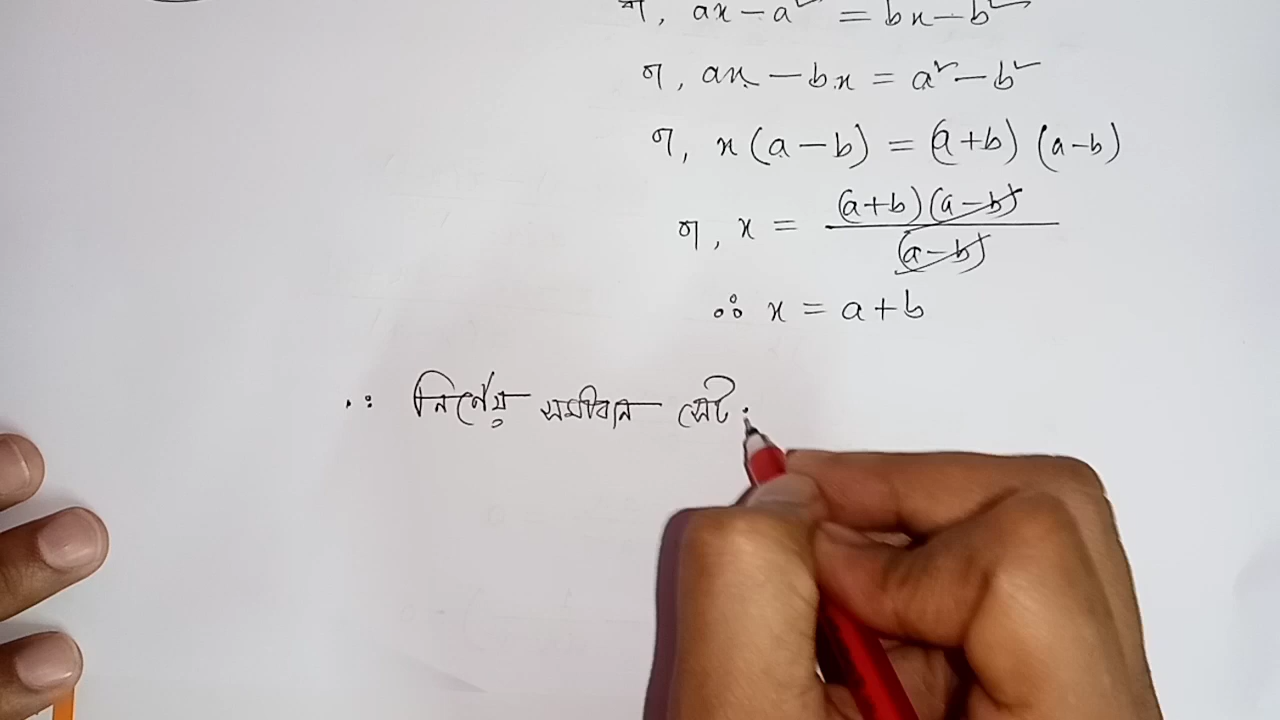 বা, ax − a² = bx − b²
বা, ax − bx = a² − b²
বা, x (a − b) = (a + b) (a − b)
বা, x = (a + b) (a − b) / (a − b)
∴ x = a + b
∴ নির্ণেয় সমাধান সেট :